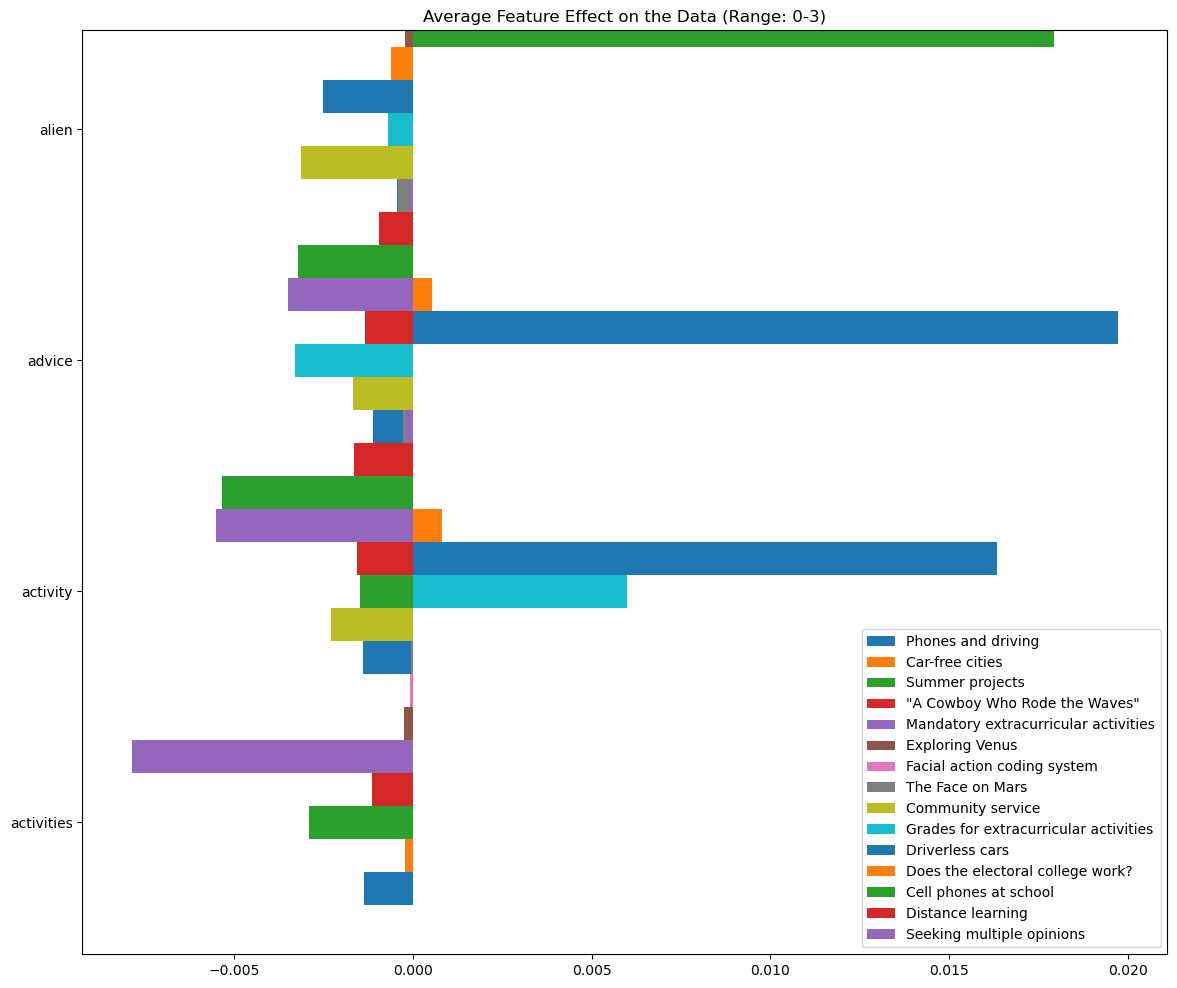 Average Feature Effect on the Data (Range: 0-3)
alien
advice
activity
activities
Phones and driving
Car-free cities
Summer projects
"A Cowboy Who Rode the Waves"
Mandatory extracurricular activities
Exploring Venus
Facial action coding system
The Face on Mars
Community service
Grades for extracurricular activities
Driverless cars
Does the electoral college work?
Cell phones at school
Distance learning
Seeking multiple opinions
−0.005 0.000 0.005 0.010 0.015 0.020